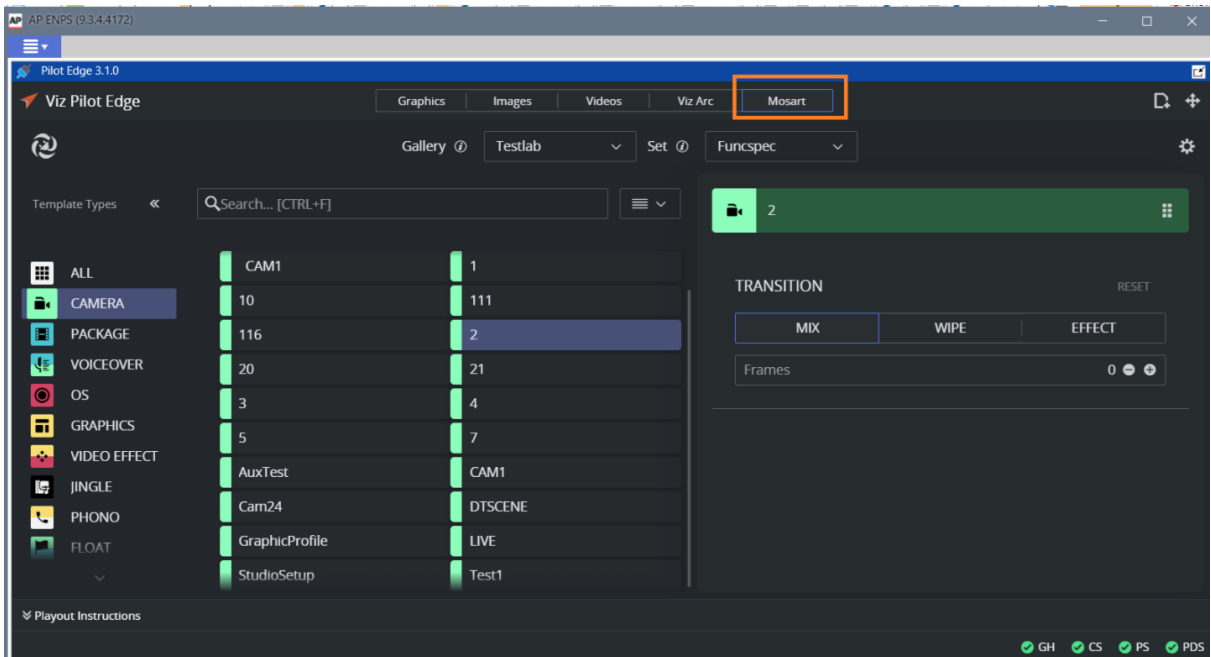 AP AP ENPS (9.3.4.4172)
Pilot Edge 3.1.0
Viz Pilot Edge
Graphics Images Videos Viz Arc Mosart
Gallery Testlab Set Funcspec
Template Types
Search... [CTRL+F]
2
ALL
CAMERA
PACKAGE
VOICEOVER
OS
GRAPHICS
VIDEO EFFECT
JINGLE
PHONO
FLOAT
CAM1 1
10 111
116 2
20 21
3 4
5 7
AuxTest CAM1
Cam24 DTSCENE
GraphicProfile LIVE
StudioSetup Test1
TRANSITION RESET
MIX WIPE EFFECT
Frames 0
Playout Instructions
GH CS PS PDS